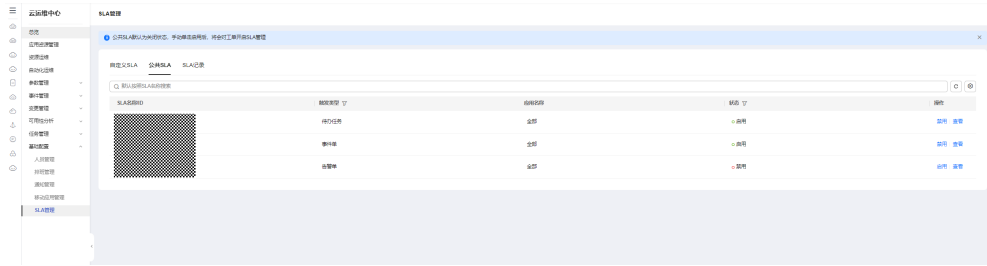 云运维中心
总览
应用资源管理
资源运维
自动化运维
参数管理
事件管理
变更管理
可用性分析
任务管理
基础配置
人员管理
排班管理
通知管理
移动应用管理
SLA管理
SLA管理
公共SLA默认为关闭状态，手动单击启用后，将会对工单开启SLA管理
自定义SLA 公共SLA SLA记录
默认按照SLA名称搜索
SLA名称/ID 触发类型 应用名称 状态 操作
待办任务 全部 启用 禁用 查看
事件单 全部 启用 禁用 查看
告警单 全部 禁用 启用 查看